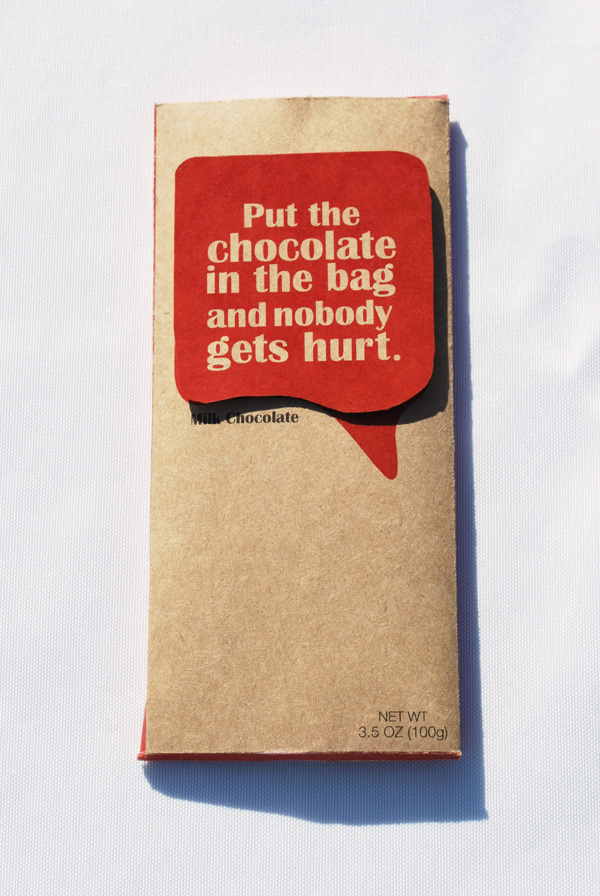 Put the
chocolate
in the bag
and nobody
gets hurt.
Milk Chocolate
NET WT
3.5 OZ (100g)